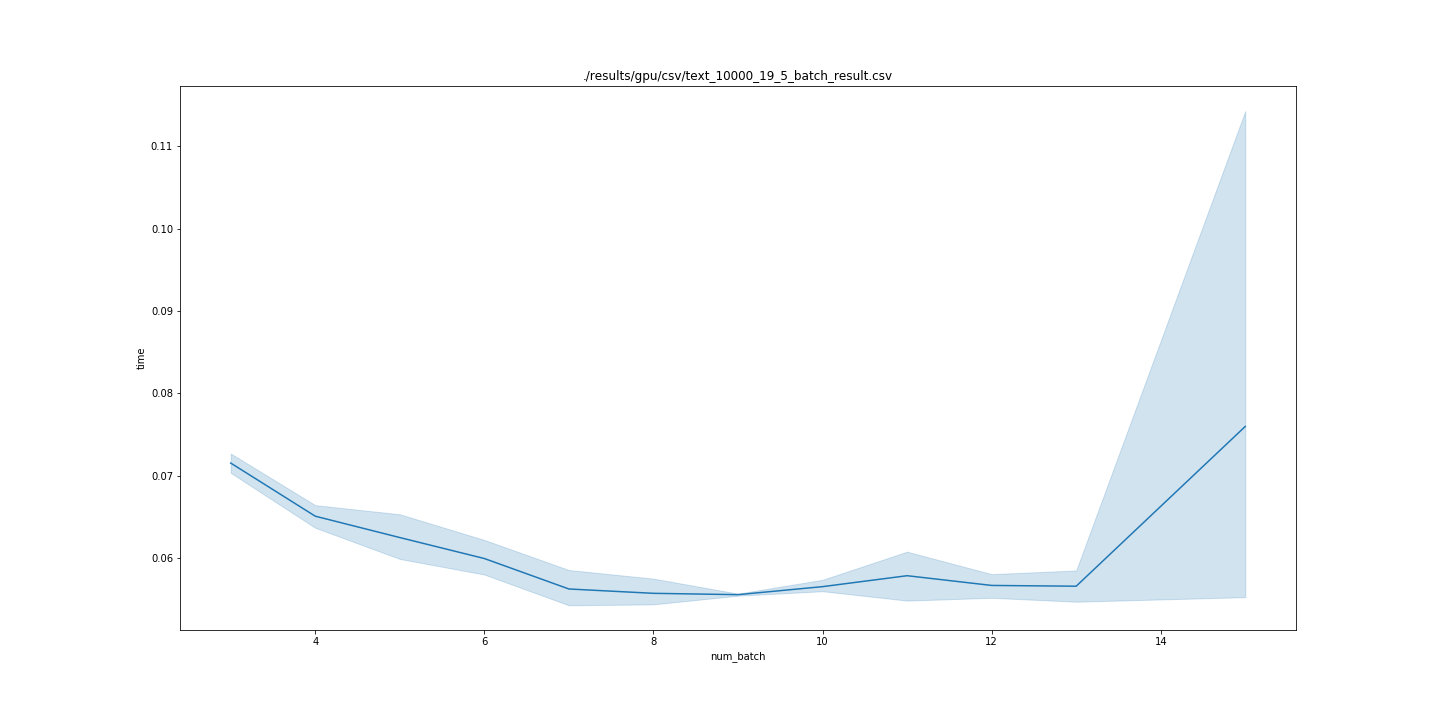 ./results/gpu/csv/text_10000_19_5_batch_result.csv
0.11
0.10
0.09
0.08
0.07
0.06
time
4 6 8 10 12 14
num_batch